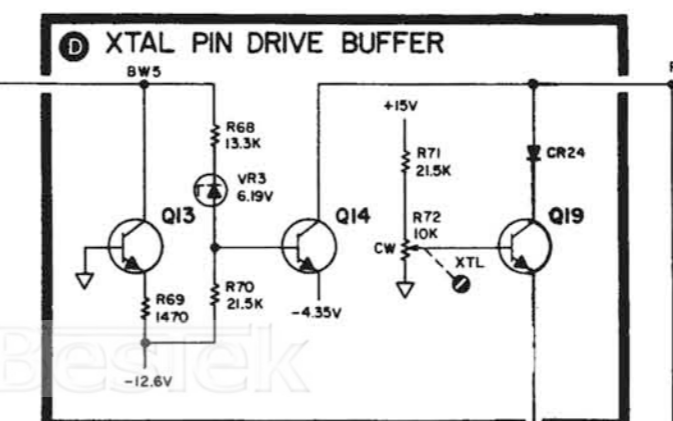 D XTAL PIN DRIVE BUFFER
BW5
R68
13.3K
VR3
6.19V
Q13
R69
1470
-12.6V
R70
21.5K
Q14
-4.35V
+15V
R71
21.5K
R72
10K
CW
XTL
CR24
Q19
Bestek